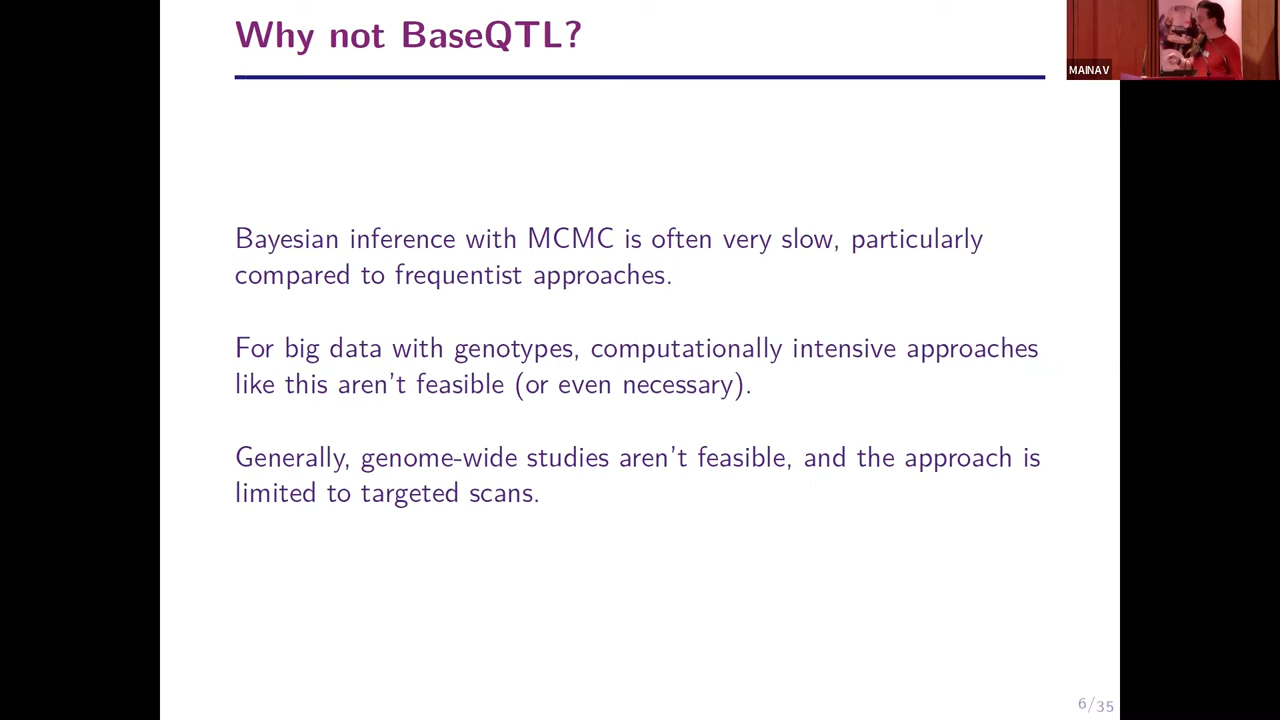 Why not BaseQTL?
MAINAV
Bayesian inference with MCMC is often very slow, particularly
compared to frequentist approaches.
For big data with genotypes, computationally intensive approaches
like this aren't feasible (or even necessary).
Generally, genome-wide studies aren't feasible, and the approach is
limited to targeted scans.
6/35